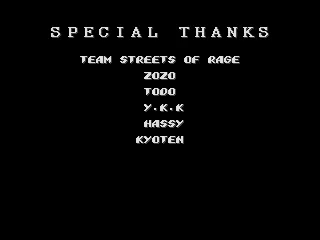 SPECIAL THANKS
TEAM STREETS OF RAGE
ZOZO
TODO
Y.K.K
HASSY
KYOTEN